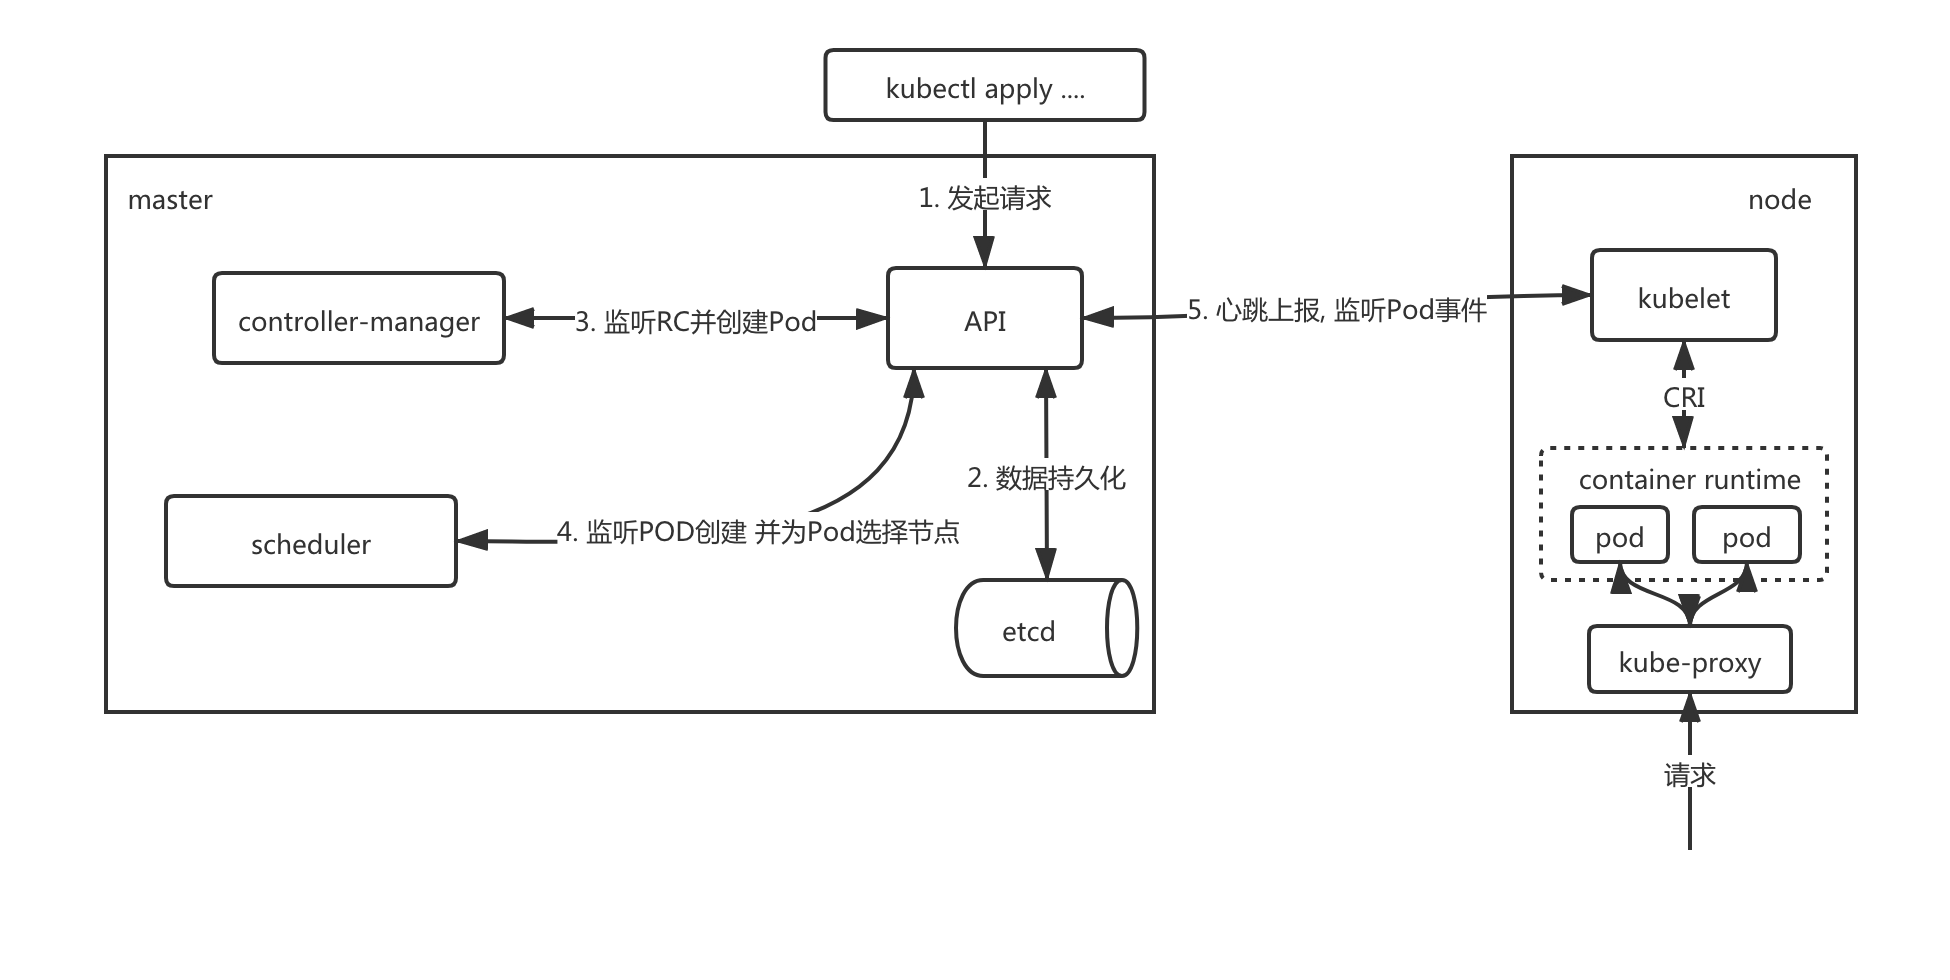 kubectl apply ....
master
1. 发起请求
controller-manager
3. 监听RC并创建Pod
API
5. 心跳上报, 监听Pod事件
2. 数据持久化
scheduler
4. 监听POD创建 并为Pod选择节点
etcd
node
kubelet
CRI
container runtime
pod
pod
kube-proxy
请求